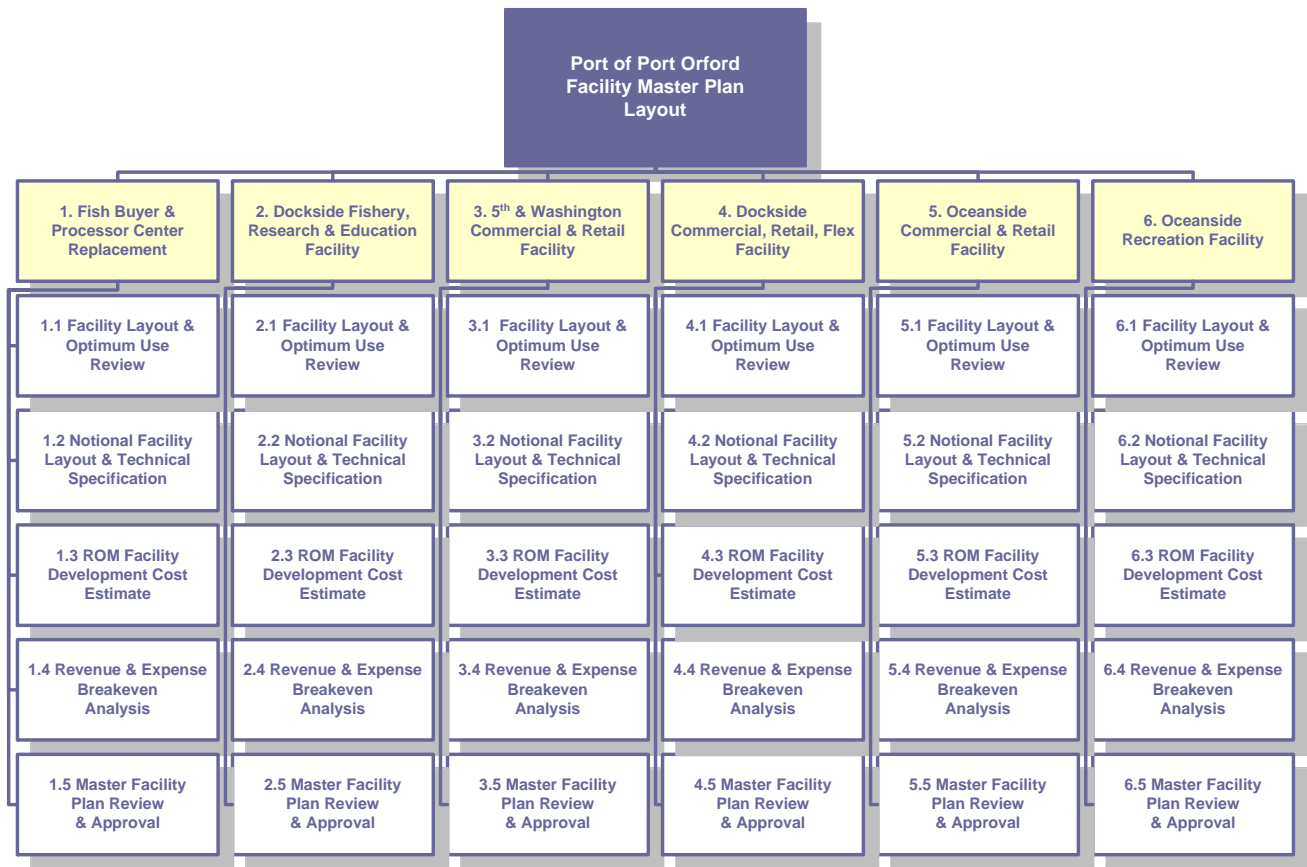 Port of Port Orford
Facility Master Plan
Layout
1. Fish Buyer &
Processor Center
Replacement
2. Dockside Fishery,
Research & Education
Facility
3. 5th & Washington
Commercial & Retail
Facility
4. Dockside
Commercial, Retail, Flex
Facility
5. Oceanside
Commercial & Retail
Facility
6. Oceanside
Recreation Facility
1.1 Facility Layout &
Optimum Use
Review
2.1 Facility Layout &
Optimum Use
Review
3.1 Facility Layout &
Optimum Use
Review
4.1 Facility Layout &
Optimum Use
Review
5.1 Facility Layout &
Optimum Use
Review
6.1 Facility Layout &
Optimum Use
Review
1.2 Notional Facility
Layout & Technical
Specification
2.2 Notional Facility
Layout & Technical
Specification
3.2 Notional Facility
Layout & Technical
Specification
4.2 Notional Facility
Layout & Technical
Specification
5.2 Notional Facility
Layout & Technical
Specification
6.2 Notional Facility
Layout & Technical
Specification
1.3 ROM Facility
Development Cost
Estimate
2.3 ROM Facility
Development Cost
Estimate
3.3 ROM Facility
Development Cost
Estimate
4.3 ROM Facility
Development Cost
Estimate
5.3 ROM Facility
Development Cost
Estimate
6.3 ROM Facility
Development Cost
Estimate
1.4 Revenue & Expense
Breakeven
Analysis
2.4 Revenue & Expense
Breakeven
Analysis
3.4 Revenue & Expense
Breakeven
Analysis
4.4 Revenue & Expense
Breakeven
Analysis
5.4 Revenue & Expense
Breakeven
Analysis
6.4 Revenue & Expense
Breakeven
Analysis
1.5 Master Facility
Plan Review
& Approval
2.5 Master Facility
Plan Review
& Approval
3.5 Master Facility
Plan Review
& Approval
4.5 Master Facility
Plan Review
& Approval
5.5 Master Facility
Plan Review
& Approval
6.5 Master Facility
Plan Review
& Approval